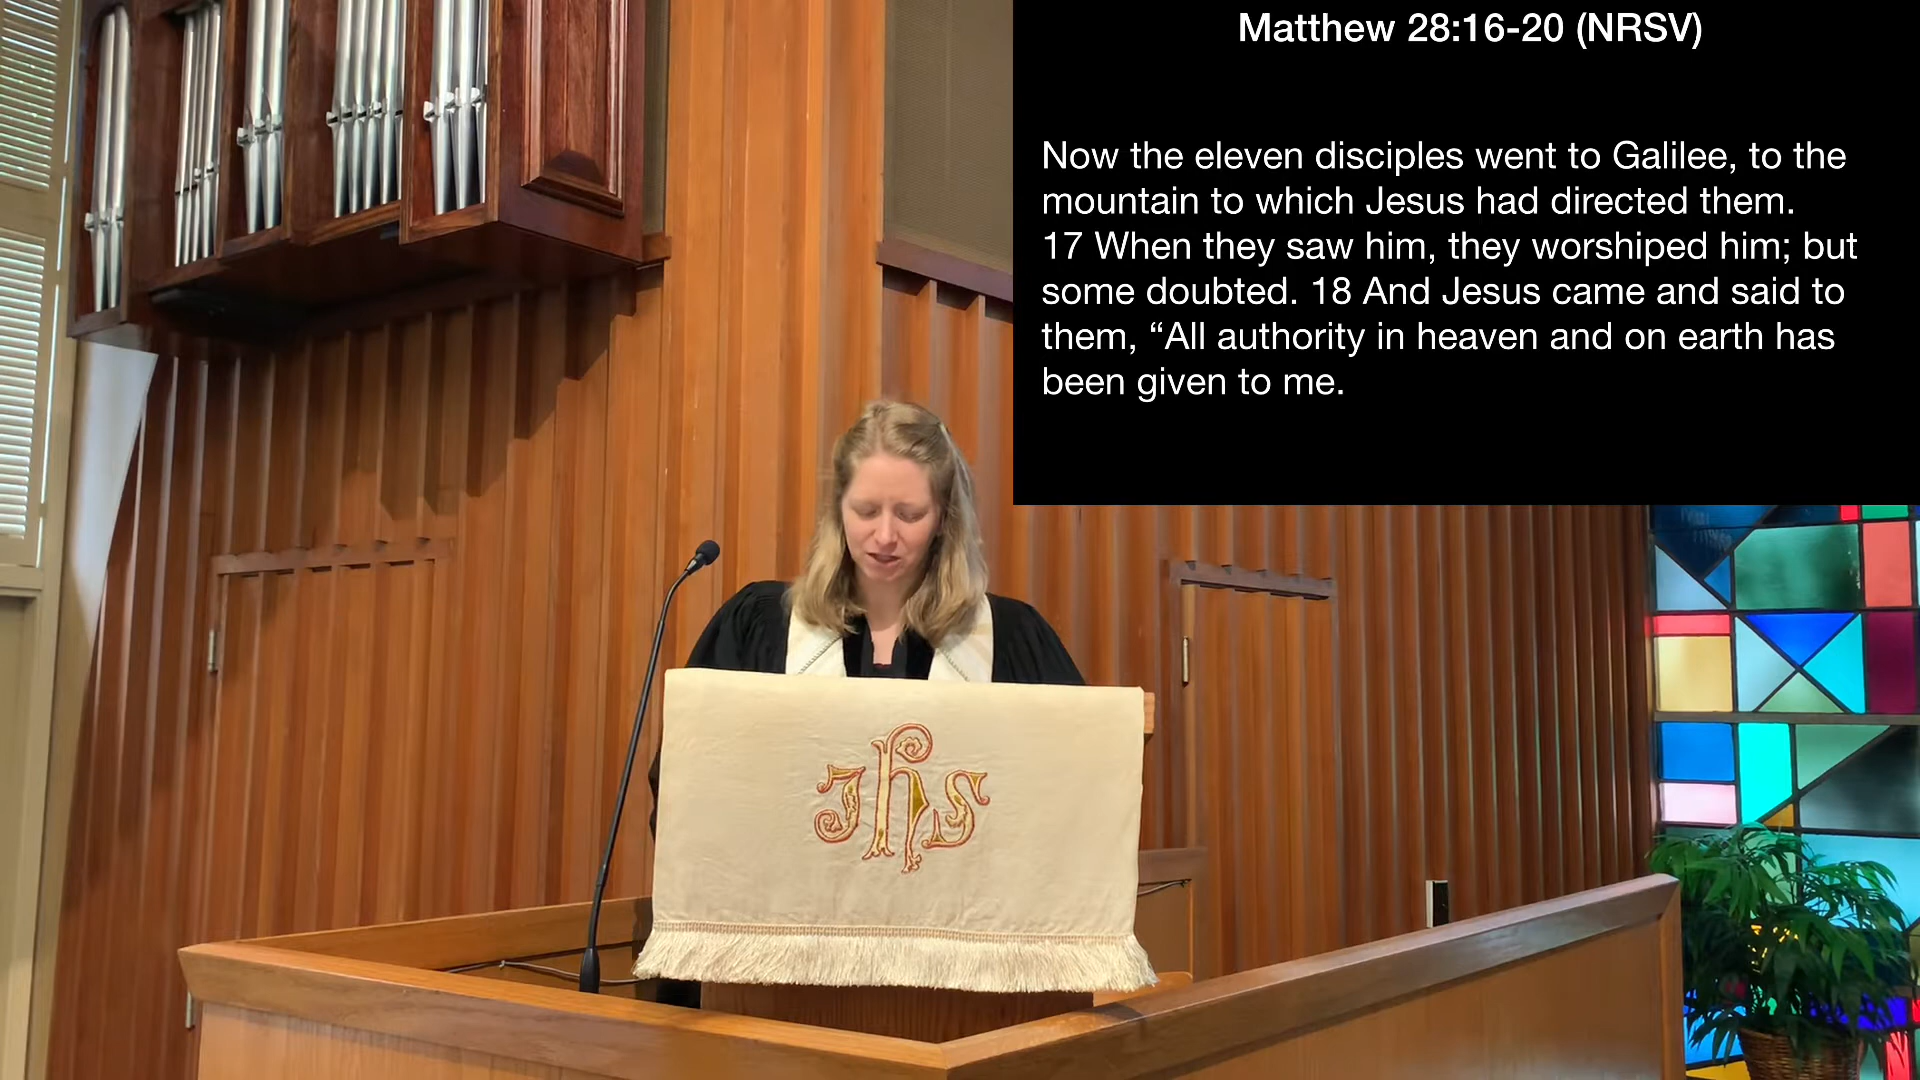 Matthew 28:16-20 (NRSV)
Now the eleven disciples went to Galilee, to the
mountain to which Jesus had directed them.
17 When they saw him, they worshiped him; but
some doubted. 18 And Jesus came and said to
them, “All authority in heaven and on earth has
been given to me.
JhS